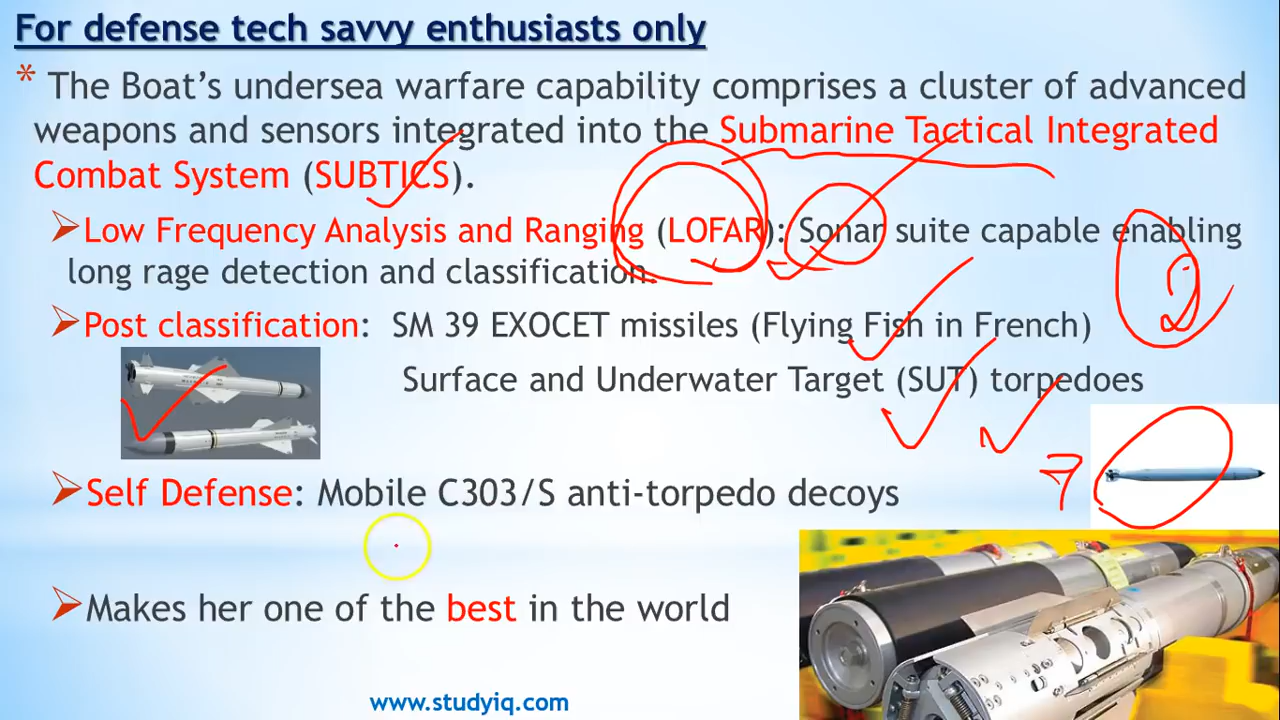 For defense tech savvy enthusiasts only
* The Boat's undersea warfare capability comprises a cluster of advanced
weapons and sensors integrated into the Submarine Tactical Integrated
Combat System (SUBTICS).
Low Frequency Analysis and Ranging (LOFAR): Sonar suite capable enabling
long rage detection and classification.
Post classification: SM 39 EXOCET missiles (Flying Fish in French)
Surface and Underwater Target (SUT) torpedoes
Self Defense: Mobile C303/S anti-torpedo decoys
Makes her one of the best in the world
www.studyiq.com